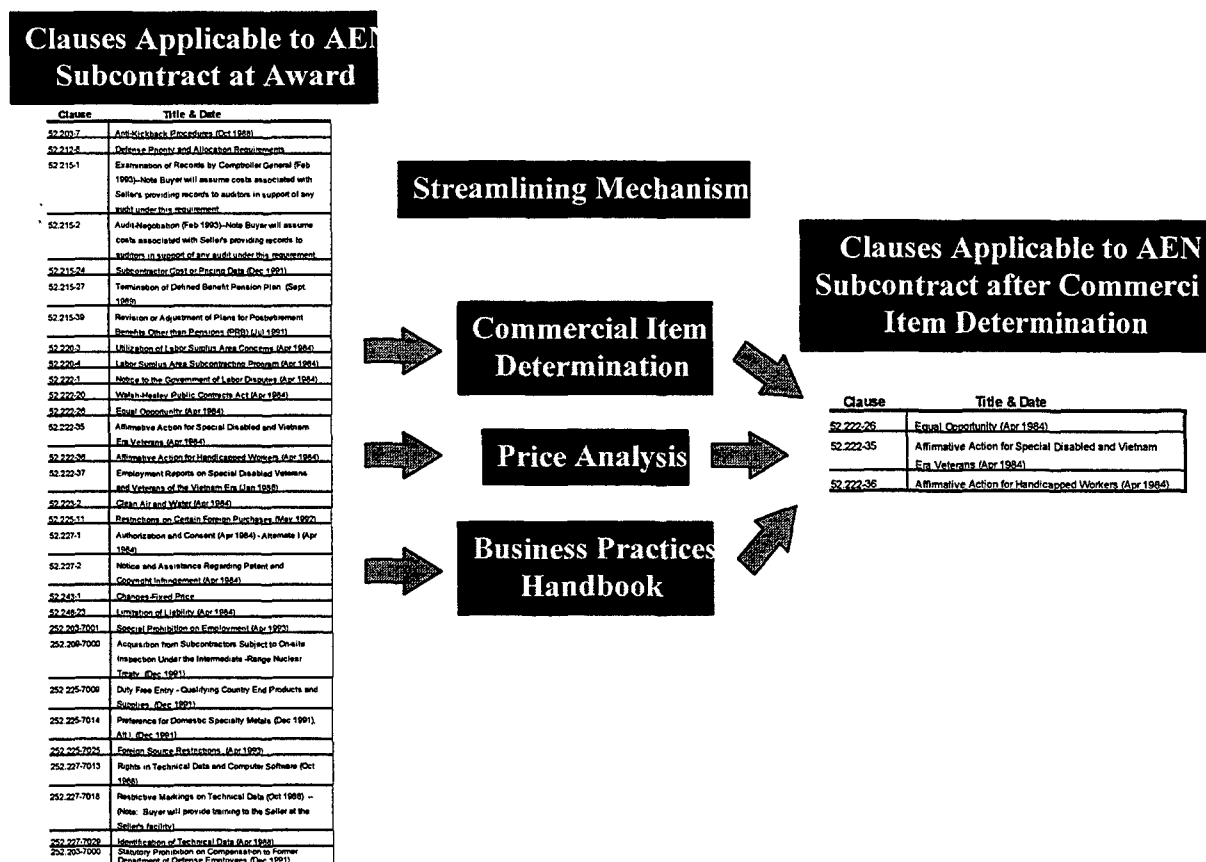 Clauses Applicable to AEN
Subcontract at Award
Clause Title & Date
52.203-7 Anti-Kickback Procedures (Oct 1988)
52.212-8 Defense Priority and Allocation Requirements
52.215-1 Examination of Records by Comptroller General (Feb
1993)--Note Buyer will assume costs associated with
Seller's providing records to auditors in support of any
audit under this requirement
52.215-2 Audit-Negotiation (Feb 1993)--Note Buyer will assume
costs associated with Seller's providing records to
auditors in support of any audit under this requirement
52.215-24 Subcontractor Cost or Pricing Data (Dec 1991)
52.215-27 Termination of Defined Benefit Pension Plan (Sept
1989)
52.215-39 Revision or Adjustment of Plans for Postretirement
Benefits Other than Pensions (PRB) (Jul 1991)
52.220-3 Utilization of Labor Surplus Area Concerns (Apr 1984)
52.220-4 Labor Surplus Area Subcontracting Program (Apr 1984)
52.222-1 Notice to the Government of Labor Disputes (Apr 1984)
52.222-20 Walsh-Healey Public Contracts Act (Apr 1984)
52.222-26 Equal Opportunity (Apr 1984)
52.222-35 Affirmative Action for Special Disabled and Vietnam
Era Veterans (Apr 1984)
52.222-36 Affirmative Action for Handicapped Workers (Apr 1984)
52.222-37 Employment Reports on Special Disabled Veterans
and Veterans of the Vietnam Era (Jan 1988)
52.223-2 Clean Air and Water (Apr 1984)
52.225-11 Restrictions on Certain Foreign Purchases (May 1992)
52.227-1 Authorization and Consent (Apr 1984) - Alternate I (Apr
1984)
52.227-2 Notice and Assistance Regarding Patent and
Copyright Infringement (Apr 1984)
52.243-1 Changes-Fixed Price
52.246-23 Limitation of Liability (Apr 1984)
252.203-7001 Special Prohibition on Employment (Apr 1993)
252.209-7000 Acquisition from Subcontractors Subject to On-site
Inspection Under the Intermediate -Range Nuclear
Treaty (Dec 1991)
252.225-7009 Duty Free Entry - Qualifying Country End Products and
Supplies (Dec 1991)
252.225-7014 Preference for Domestic Specialty Metals (Dec 1991),
Alt I (Dec 1991)
252.225-7025 Foreign Source Restrictions (Apr 1993)
252.227-7013 Rights in Technical Data and Computer Software (Oct
1988)
252.227-7018 Restrictive Markings on Technical Data (Oct 1988) --
(Note: Buyer will provide training to the Seller at the
Seller's facility)
252.227-7029 Identification of Technical Data (Apr 1988)
252.203-7000 Statutory Prohibition on Compensation to Former
Department of Defense Employees (Dec 1991)
Streamlining Mechanism
Commercial Item
Determination
Price Analysis
Business Practices
Handbook
Clauses Applicable to AEN
Subcontract after Commerci
Item Determination
Clause Title & Date
52.222-26 Equal Opportunity (Apr 1984)
52.222-35 Affirmative Action for Special Disabled and Vietnam
Era Veterans (Apr 1984)
52.222-36 Affirmative Action for Handicapped Workers (Apr 1984)